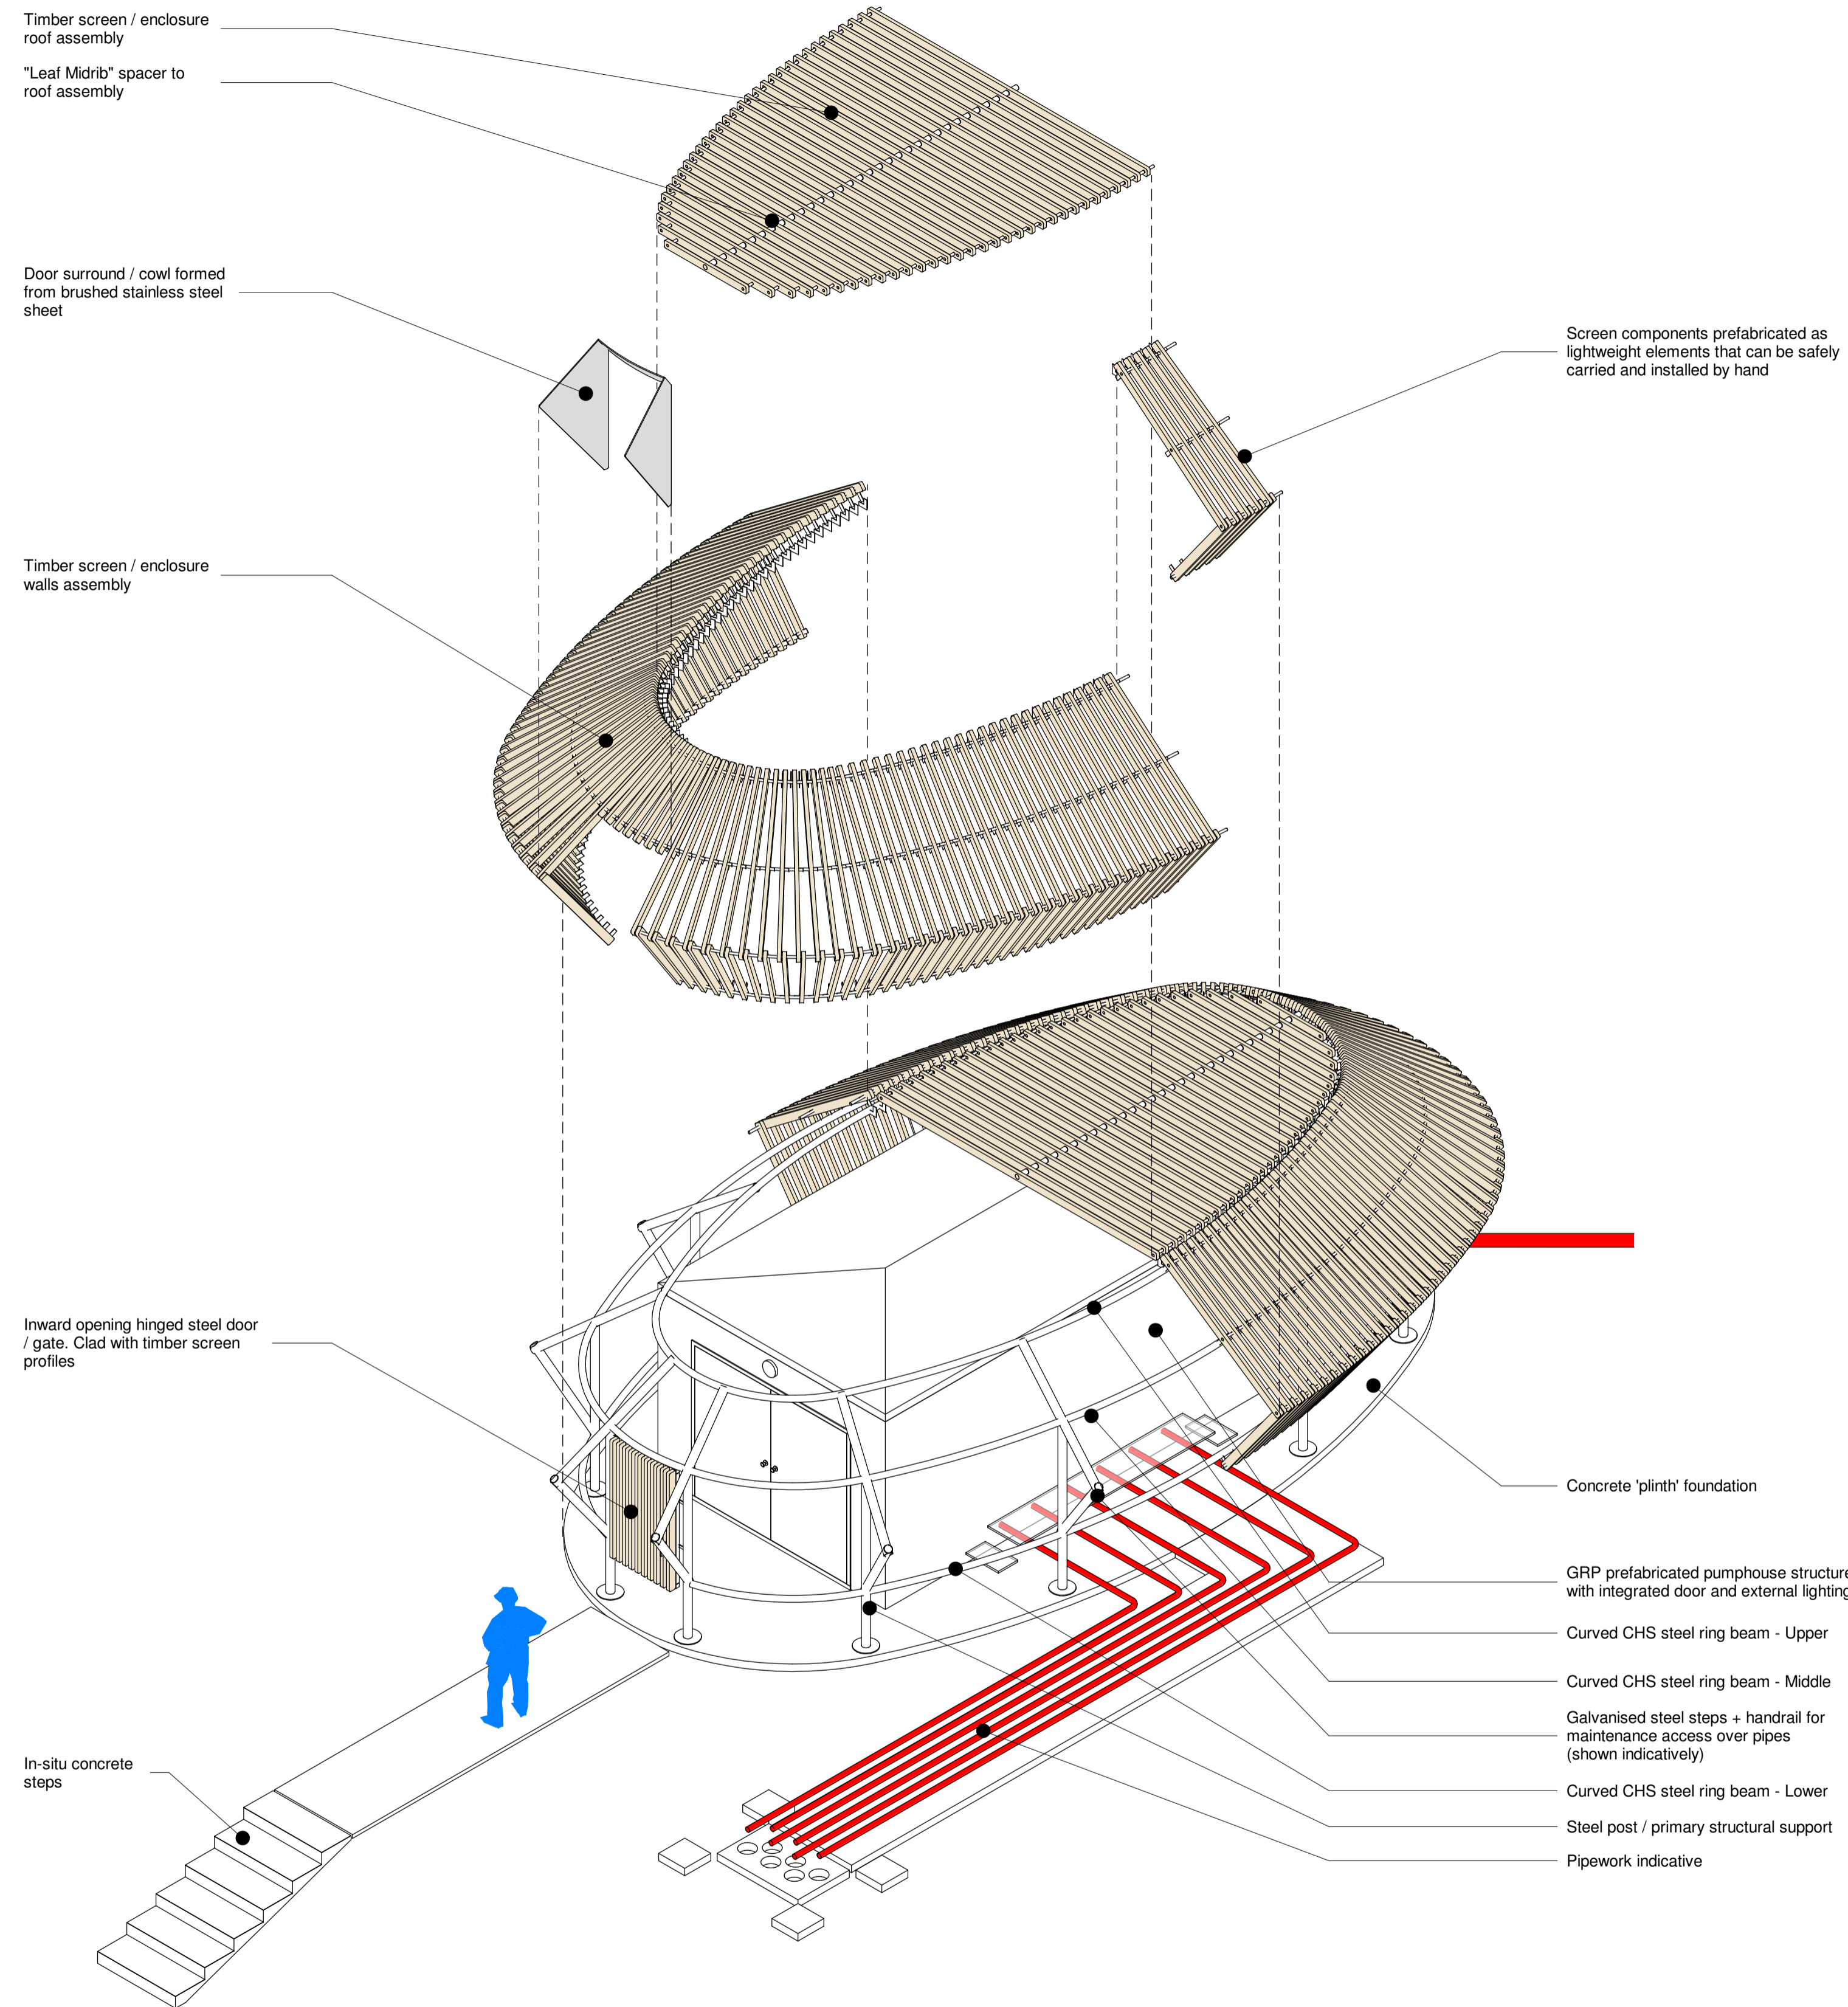 Timber screen / enclosure
roof assembly
"Leaf Midrib" spacer to
roof assembly
Door surround / cowl formed
from brushed stainless steel
sheet
Screen components prefabricated as
lightweight elements that can be safely
carried and installed by hand
Timber screen / enclosure
walls assembly
Inward opening hinged steel door
/ gate. Clad with timber screen
profiles
In-situ concrete
steps
Concrete 'plinth' foundation
GRP prefabricated pumphouse structure
with integrated door and external lighting
Curved CHS steel ring beam - Upper
Curved CHS steel ring beam - Middle
Galvanised steel steps + handrail for
maintenance access over pipes
(shown indicatively)
Curved CHS steel ring beam - Lower
Steel post / primary structural support
Pipework indicative